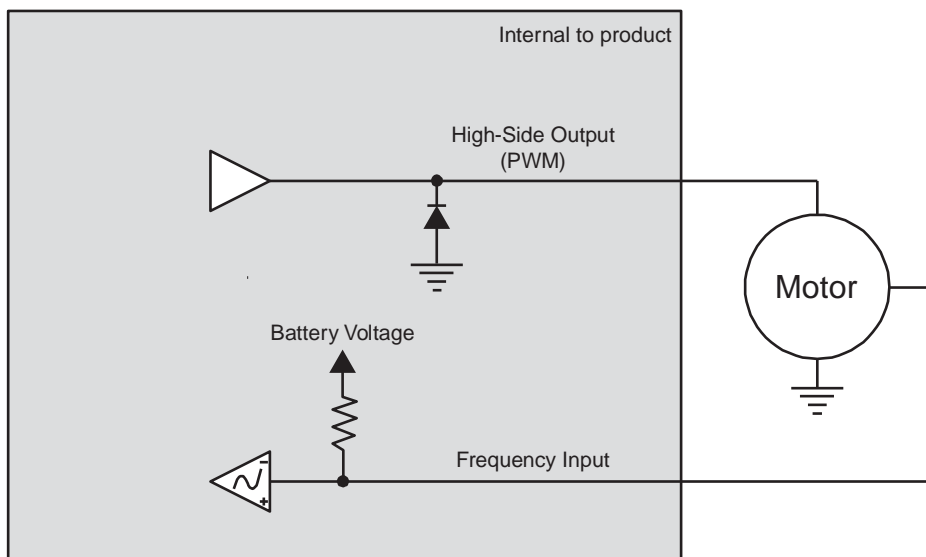 Internal to product
High-Side Output
(PWM)
Motor
Battery Voltage
Frequency Input
-
+